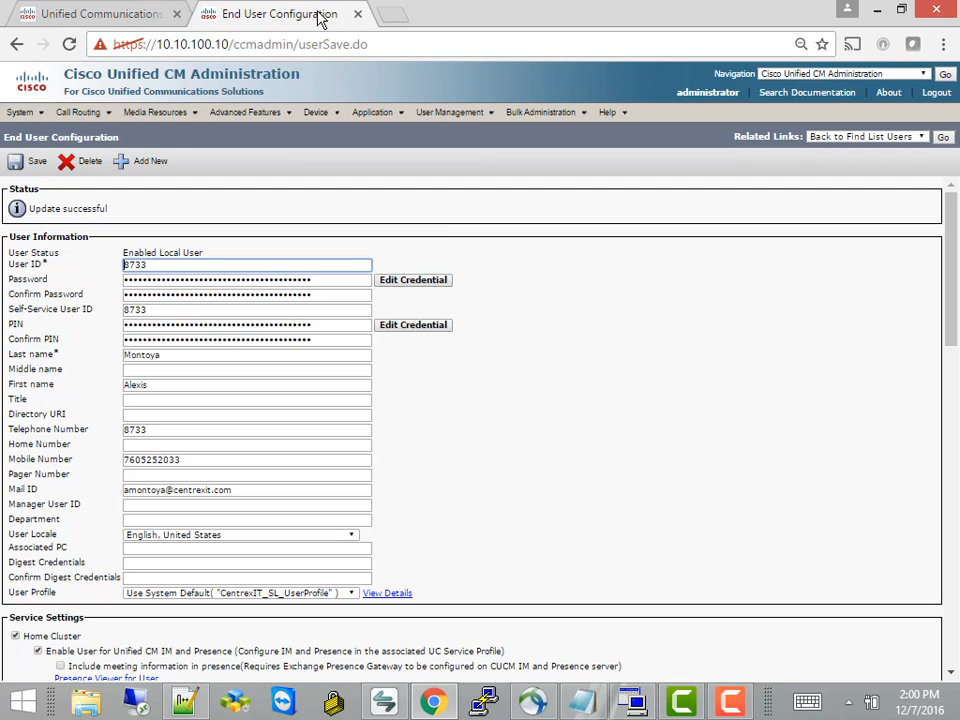 Unified Communications
End User Configuration
https://10.10.100.10/ccmadmin/userSave.do
cisco
Cisco Unified CM Administration
For Cisco Unified Communications Solutions
Navigation Cisco Unified CM Administration Go
administrator Search Documentation About Logout
System Call Routing Media Resources Advanced Features Device Application User Management Bulk Administration Help
End User Configuration
Related Links: Back to Find List Users Go
Save Delete Add New
Status
Update successful
User Information
User Status Enabled Local User
User ID* 8733
Password Edit Credential
Confirm Password
Self-Service User ID 8733
PIN Edit Credential
Confirm PIN
Last name* Montoya
Middle name
First name Alexis
Title
Directory URI
Telephone Number 8733
Home Number
Mobile Number 7605252033
Pager Number
Mail ID amontoya@centrexit.com
Manager User ID
Department
User Locale English, United States
Associated PC
Digest Credentials
Confirm Digest Credentials
User Profile Use System Default( "CentrexIT_SL_UserProfile" ) View Details
Service Settings
Home Cluster
Enable User for Unified CM IM and Presence (Configure IM and Presence in the associated UC Service Profile)
Include meeting information in presence(Requires Exchange Presence Gateway to be configured on CUCM IM and Presence server)
Presence Viewer for User
2:00 PM
12/7/2016